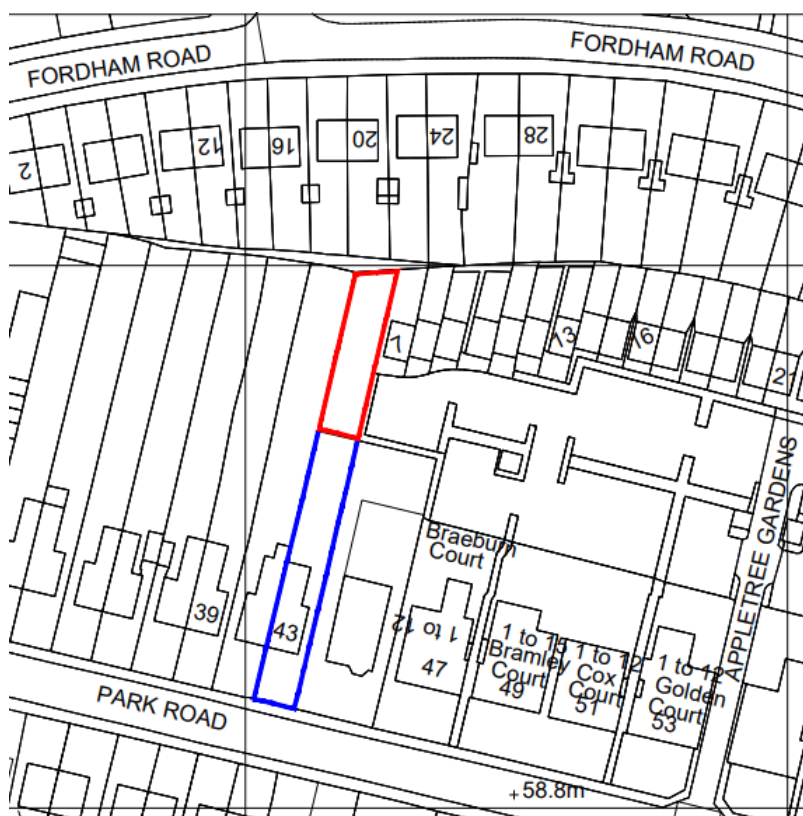 FORDHAM ROAD
FORDHAM ROAD
2
12
16
20
24
28
7
13
16
21
APPLETREE GARDENS
Braeburn
Court
1 to 12
47
39
43
1 to 15
Bramley
Court
49
1 to 12
Cox
Court
51
1 to 12
Golden
Court
53
PARK ROAD
+58.8m